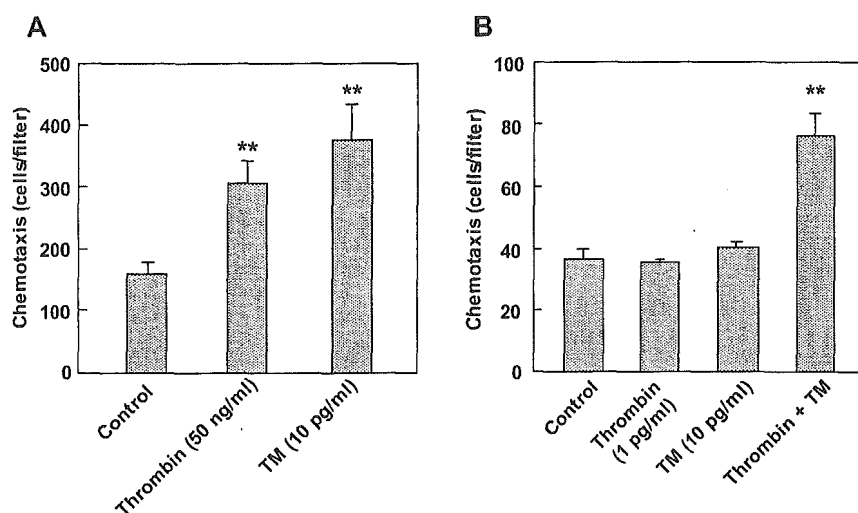 A
Chemotaxis (cells/filter)
500
400
300
200
100
0
**
**
Control
Thrombin (50 ng/ml)
TM (10 pg/ml)
B
Chemotaxis (cells/filter)
100
80
60
40
20
0
**
Control
Thrombin
(1 pg/ml)
TM (10 pg/ml)
Thrombin + TM